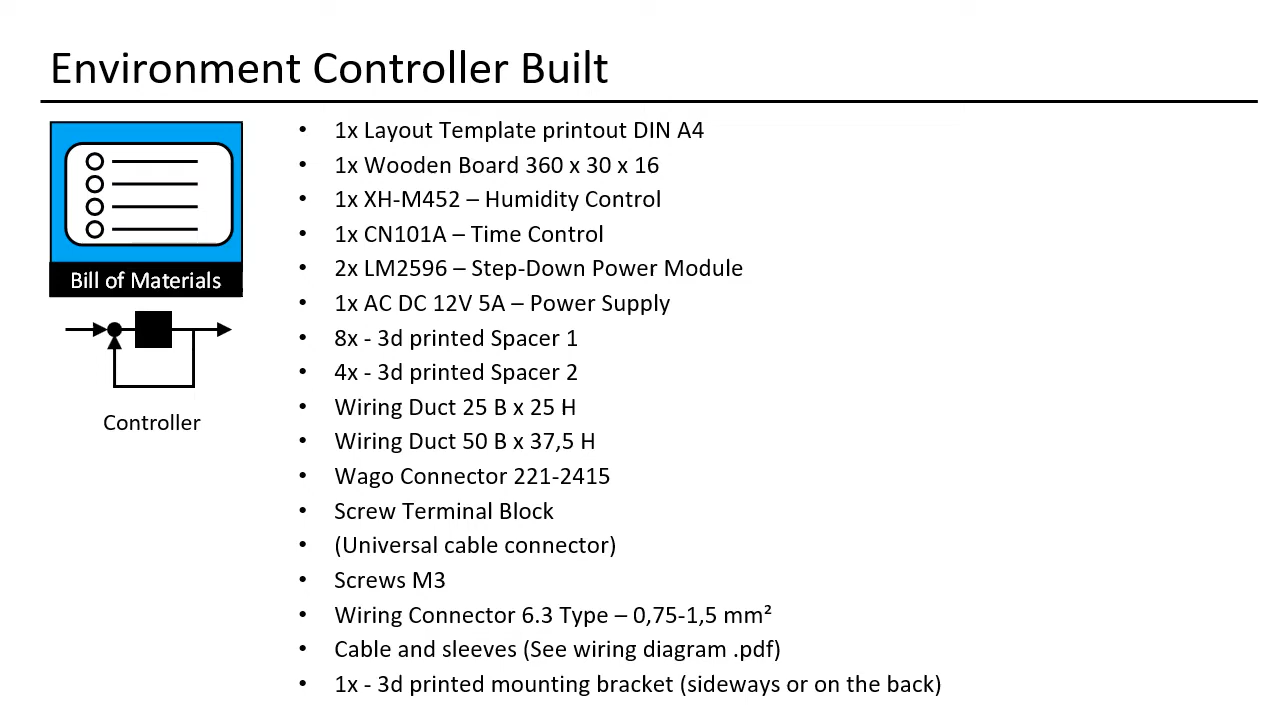 Environment Controller Built
Bill of Materials
Controller
• 1x Layout Template printout DIN A4
• 1x Wooden Board 360 x 30 x 16
• 1x XH-M452 – Humidity Control
• 1x CN101A – Time Control
• 2x LM2596 – Step-Down Power Module
• 1x AC DC 12V 5A – Power Supply
• 8x - 3d printed Spacer 1
• 4x - 3d printed Spacer 2
• Wiring Duct 25 B x 25 H
• Wiring Duct 50 B x 37,5 H
• Wago Connector 221-2415
• Screw Terminal Block
• (Universal cable connector)
• Screws M3
• Wiring Connector 6.3 Type – 0,75-1,5 mm²
• Cable and sleeves (See wiring diagram .pdf)
• 1x - 3d printed mounting bracket (sideways or on the back)